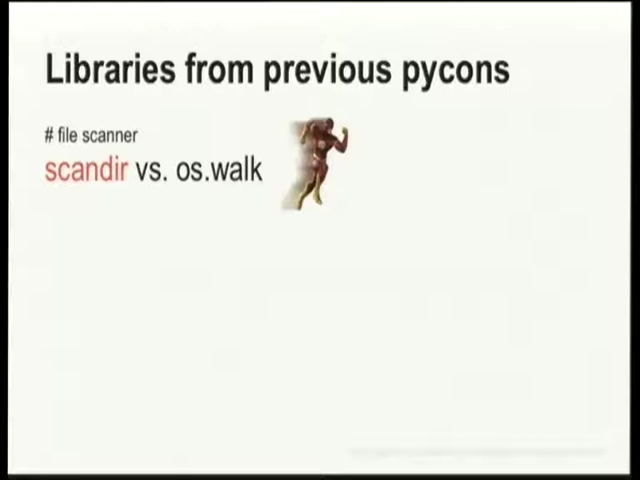 Libraries from previous pycons
# file scanner
scandir vs. os.walk